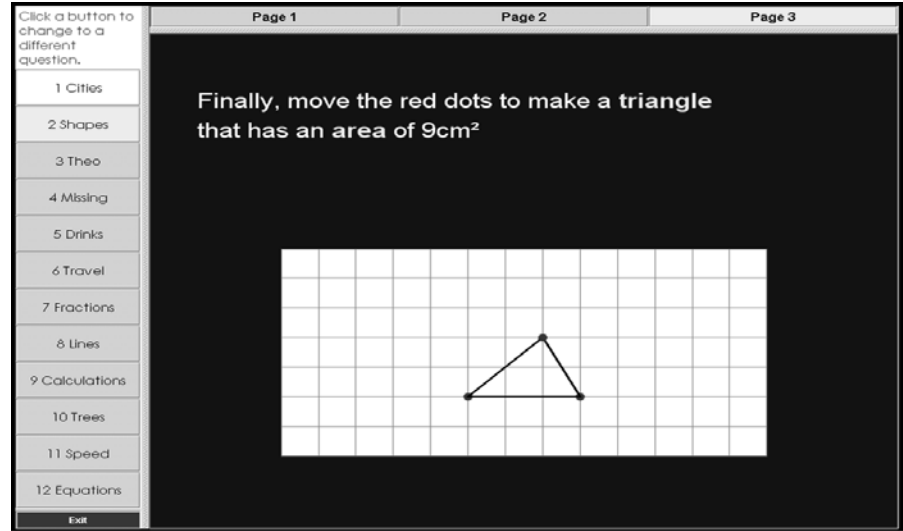 Click a button to
change to a
different
question.
1 Cities
2 Shapes
3 Theo
4 Missing
5 Drinks
6 Travel
7 Fractions
8 Lines
9 Calculations
10 Trees
11 Speed
12 Equations
Exit
Page 1 Page 2 Page 3
Finally, move the red dots to make a triangle
that has an area of 9cm²